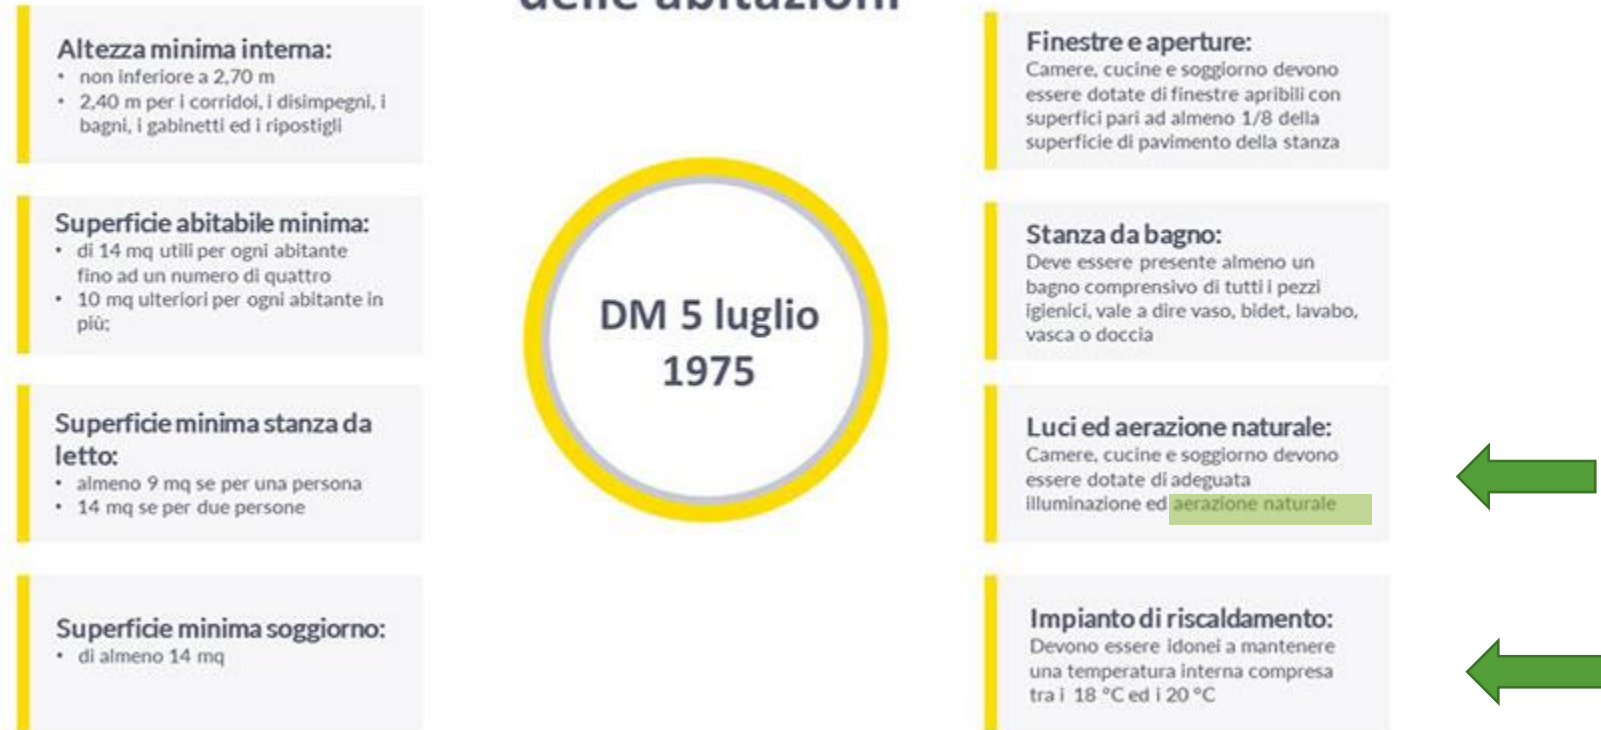 delle abitazioni
Altezza minima interna:
• non inferiore a 2,70 m
• 2,40 m per i corridoi, i disimpegni, i
bagni, i gabinetti ed i ripostigli
Superficie abitabile minima:
• di 14 mq utili per ogni abitante
fino ad un numero di quattro
• 10 mq ulteriori per ogni abitante in
più;
Superficie minima stanza da
letto:
• almeno 9 mq se per una persona
• 14 mq se per due persone
Superficie minima soggiorno:
• di almeno 14 mq
DM 5 luglio
1975
Finestre e aperture:
Camere, cucine e soggiorno devono
essere dotate di finestre apribili con
superfici pari ad almeno 1/8 della
superficie di pavimento della stanza
Stanza da bagno:
Deve essere presente almeno un
bagno comprensivo di tutti i pezzi
igienici, vale a dire vaso, bidet, lavabo,
vasca o doccia
Luci ed aerazione naturale:
Camere, cucine e soggiorno devono
essere dotate di adeguata
illuminazione ed aerazione naturale
Impianto di riscaldamento:
Devono essere idonei a mantenere
una temperatura interna compresa
tra i 18 °C ed i 20 °C